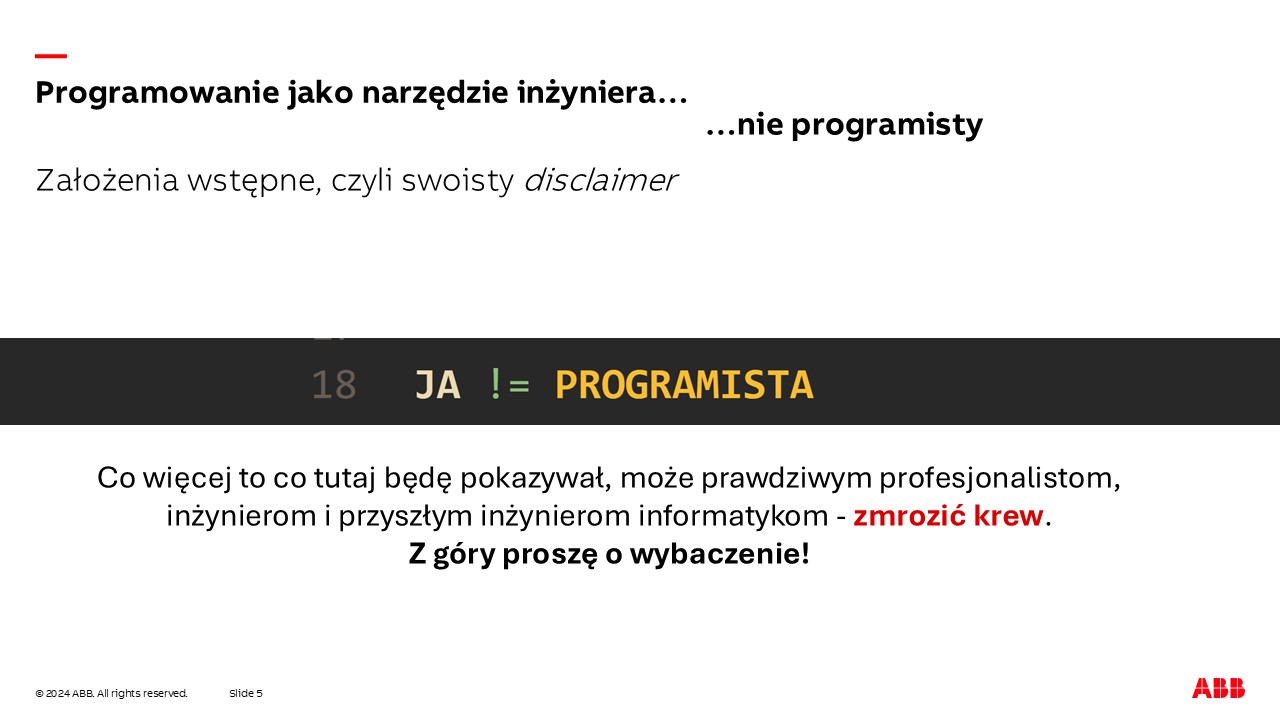 Programowanie jako narzędzie inżyniera...
...nie programisty
Założenia wstępne, czyli swoisty disclaimer
18 JA != PROGRAMISTA
Co więcej to co tutaj będę pokazywał, może prawdziwym profesjonalistom,
inżynierom i przyszłym inżynierom informatykom - zmrozić krew.
Z góry proszę o wybaczenie!
© 2024 ABB. All rights reserved. Slide 5
ABB